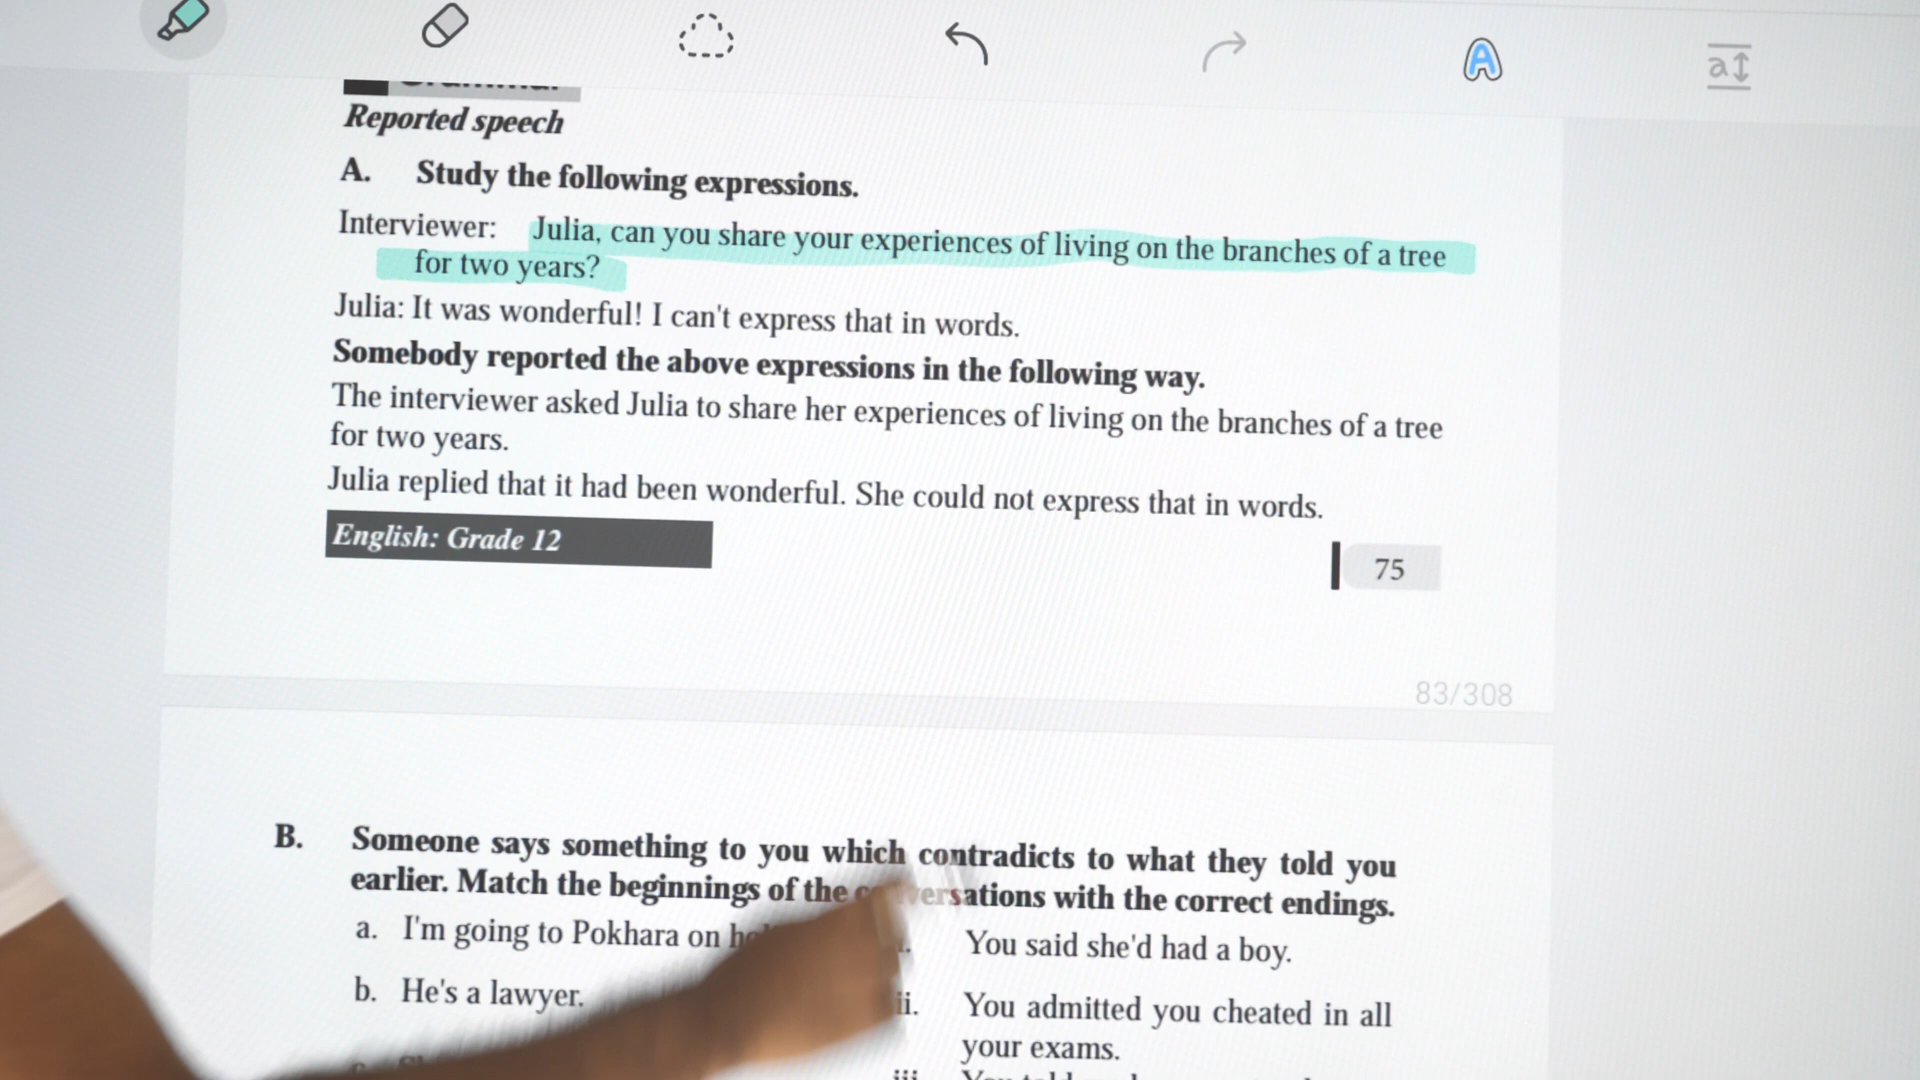 Reported speech
A. Study the following expressions.
Interviewer: Julia, can you share your experiences of living on the branches of a tree
for two years?
Julia: It was wonderful! I can't express that in words.
Somebody reported the above expressions in the following way.
The interviewer asked Julia to share her experiences of living on the branches of a tree
for two years.
Julia replied that it had been wonderful. She could not express that in words.
English: Grade 12
75
83/308
B. Someone says something to you which contradicts to what they told you
earlier. Match the beginnings of the conversations with the correct endings.
a. I'm going to Pokhara on
You said she'd had a boy.
b. He's a lawyer.
ii. You admitted you cheated in all
your exams.
iii.